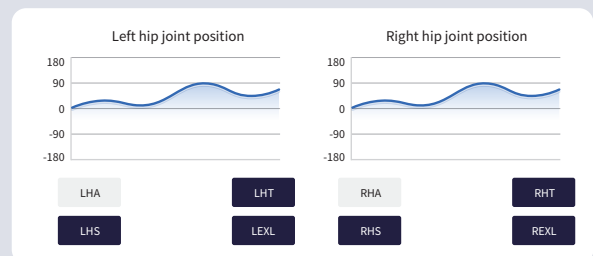 Left hip joint position
180
90
0
-90
-180
LHA
LHT
LHS
LEXL
Right hip joint position
180
90
0
-90
-180
RHA
RHT
RHS
REXL